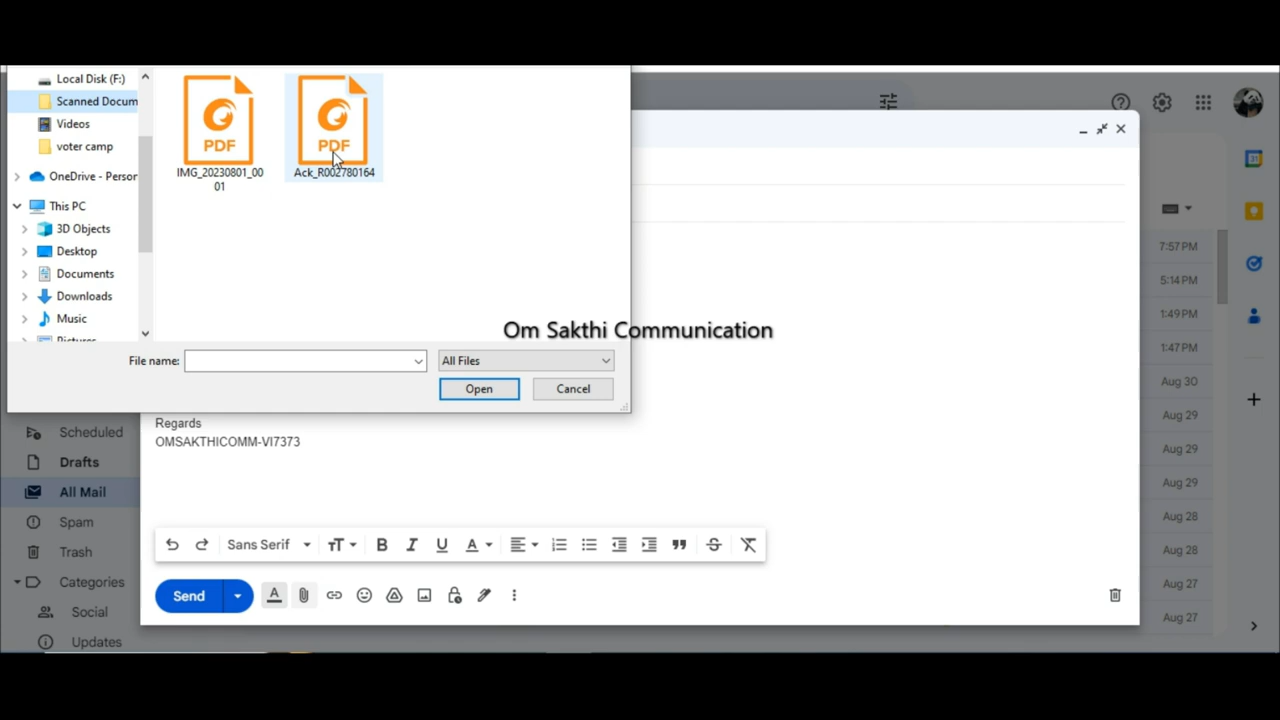 Local Disk (F:)
Scanned Docum
Videos
voter camp
OneDrive - Person
This PC
3D Objects
Desktop
Documents
Downloads
Music
PDF
IMG_20230801_00
01
PDF
Ack_R002780164
Om Sakthi Communication
File name:
All Files
Open
Cancel
Regards
OMSAKTHICOMM-VI7373
Scheduled
Drafts
All Mail
Spam
Trash
Categories
Social
Updates
Sans Serif
Send
31
7:57 PM
5:14 PM
1:49 PM
1:47 PM
Aug 30
Aug 29
Aug 29
Aug 29
Aug 28
Aug 28
Aug 27
Aug 27